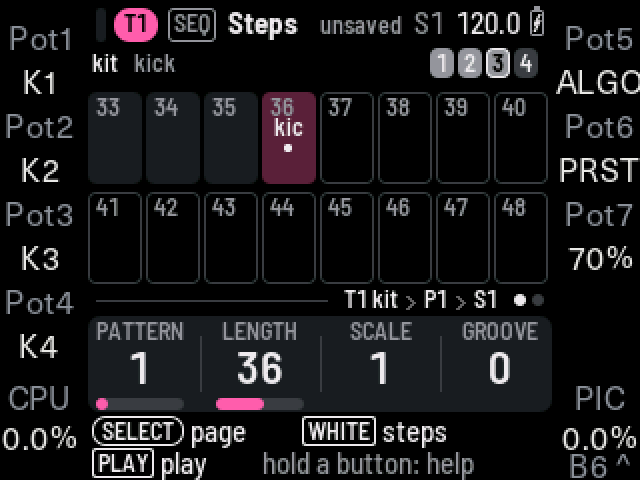 T1 SEQ Steps unsaved S1 120.0
Pot1 Pot5
kit kick 1 2 3 4
K1 ALGO
33 34 35 36 37 38 39 40
Pot2 kic Pot6
K2 PRST
41 42 43 44 45 46 47 48
Pot3 Pot7
K3 70%
Pot4 T1 kit > P1 > S1
PATTERN LENGTH SCALE GROOVE
K4 1 36 1 0
CPU PIC
0.0% SELECT page WHITE steps 0.0%
PLAY play hold a button: help B6 ^